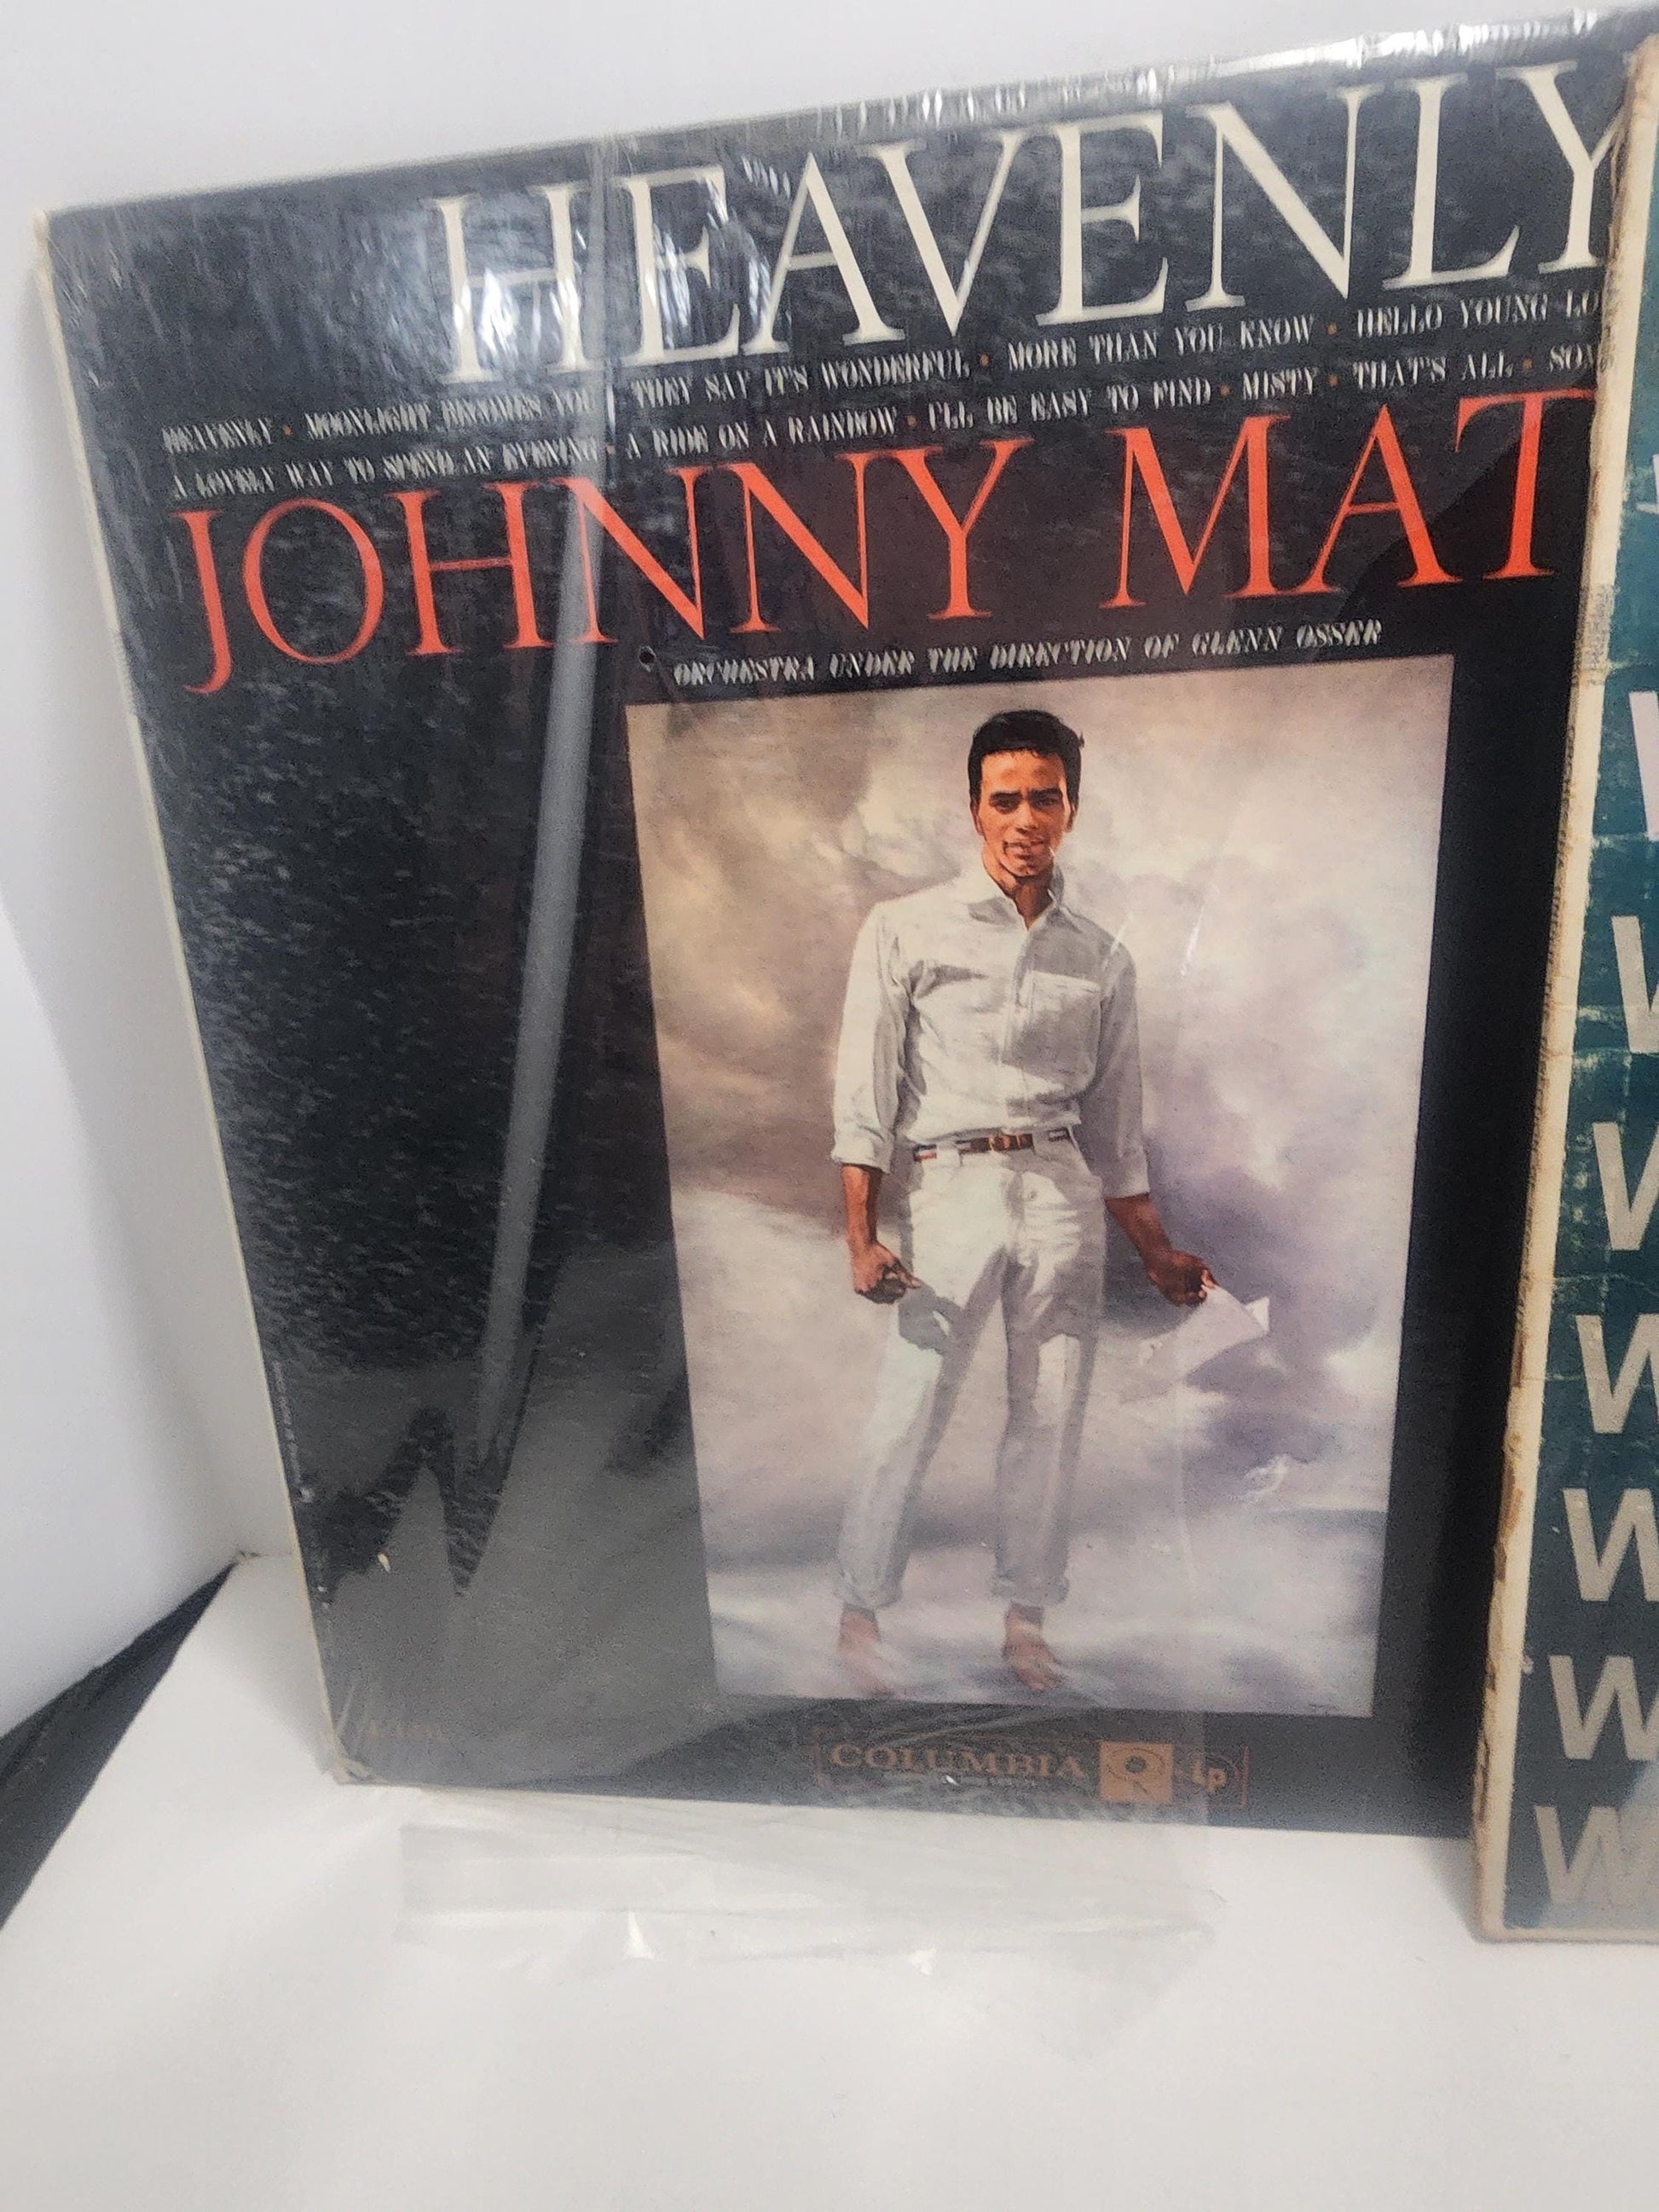 HEAVENLY
HEAVENLY • MOONLIGHT BECOMES YOU • THEY SAY IT'S WONDERFUL • MORE THAN YOU KNOW • HELLO YOUNG LO
A LOVELY WAY TO SPEND AN EVENING • A RIDE ON A RAINBOW • I'LL BE EASY TO FIND • MISTY • THAT'S ALL • SOM
JOHNNY MAT
ORCHESTRA UNDER THE DIRECTION OF GLENN OSSER
COLUMBIA Lp
W
W
W
W
W
W
W